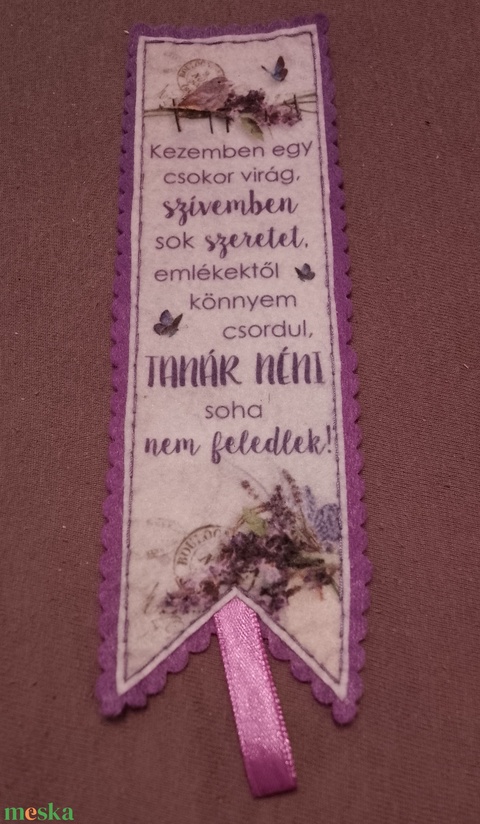 Kezemben egy
csokor virág,
szívemben
sok szeretet,
emlékektől
könnyem
csordul,
TANÁR NÉNI
soha
nem feledlek!
meska